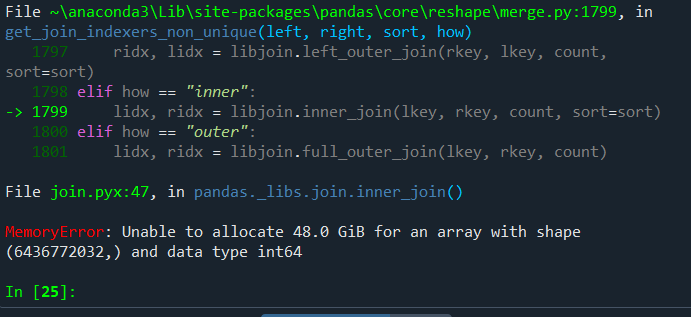 File ~\anaconda3\Lib\site-packages\pandas\core\reshape\merge.py:1799, in
get_join_indexers_non_unique(left, right, sort, how)
   1797     ridx, lidx = libjoin.left_outer_join(rkey, lkey, count,
sort=sort)
   1798 elif how == "inner":
-> 1799     lidx, ridx = libjoin.inner_join(lkey, rkey, count, sort=sort)
   1800 elif how == "outer":
   1801     lidx, ridx = libjoin.full_outer_join(lkey, rkey, count)

File join.pyx:47, in pandas._libs.join.inner_join()

MemoryError: Unable to allocate 48.0 GiB for an array with shape
(6436772032,) and data type int64

In [25]: